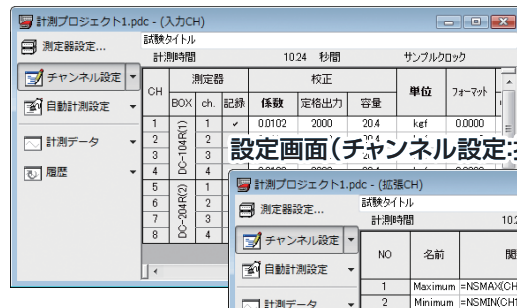 計測プロジェクト1.pdc - (入力CH)
測定器設定...
チャンネル設定
自動計測設定
計測データ
履歴
試験タイトル
計測時間 10.24 秒間 サンプルクロック
CH 測定器 校正 単位 フォーマット
BOX ch. 記録 係数 定格出力 容量
1 DC-104R(1) 1 ✓ 0.0102 2000 20.4 kgf 0.0000
2 2
3 3
4 4
5 DC-204R(2) 1
6 2
7 3
8 4
設定画面(チャンネル設定:
計測プロジェクト1.pdc - (拡張CH)
測定器設定...
チャンネル設定
自動計測設定
計測データ
試験タイトル
計測時間 10.2
NO 名前
1 Maximum =NSMAX(CH
2 Minimum =NSMIN(CH1